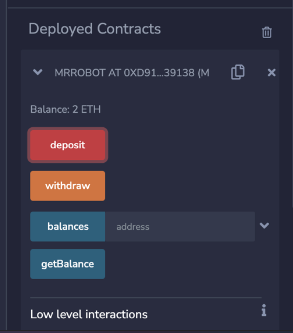 Deployed Contracts
MRROBOT AT 0XD91...39138 (M
Balance: 2 ETH
deposit
withdraw
balances address
getBalance
Low level interactions